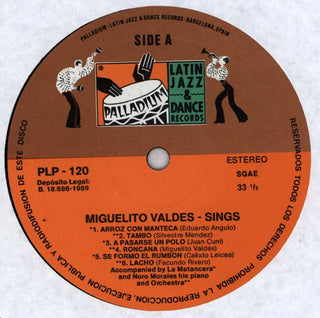 PALLADIUM · LATIN JAZZ & DANCE RECORDS · BARCELONA, SPAIN
SIDE A
®
PALLADIUM
LATIN
JAZZ
&
DANCE
RECORDS
PLP - 120
Depósito Legal:
B. 18.686-1989
ESTEREO
SGAE
33 1/3
MIGUELITO VALDES - SINGS
*1. ARROZ CON MANTECA (Eduardo Angulo)
**2. TAMBO (Silvestre Mendez)
*3. A PASARSE UN POLO (Juan Cuni)
**4. RONCANA (Miguelito Valdés)
*5. SE FORMO EL RUMBON (Calixto Leicea)
**6. LACHO (Facundo Rivero)
Accompanied by La Matancera*
and Noro Morales his piano
and Orchestra**
RESERVADOS TODOS LOS DERECHOS PROHIBIDA LA REPRODUCCION, EJECUCION PUBLICA Y RADIODIFUSION DE ESTE DISCO